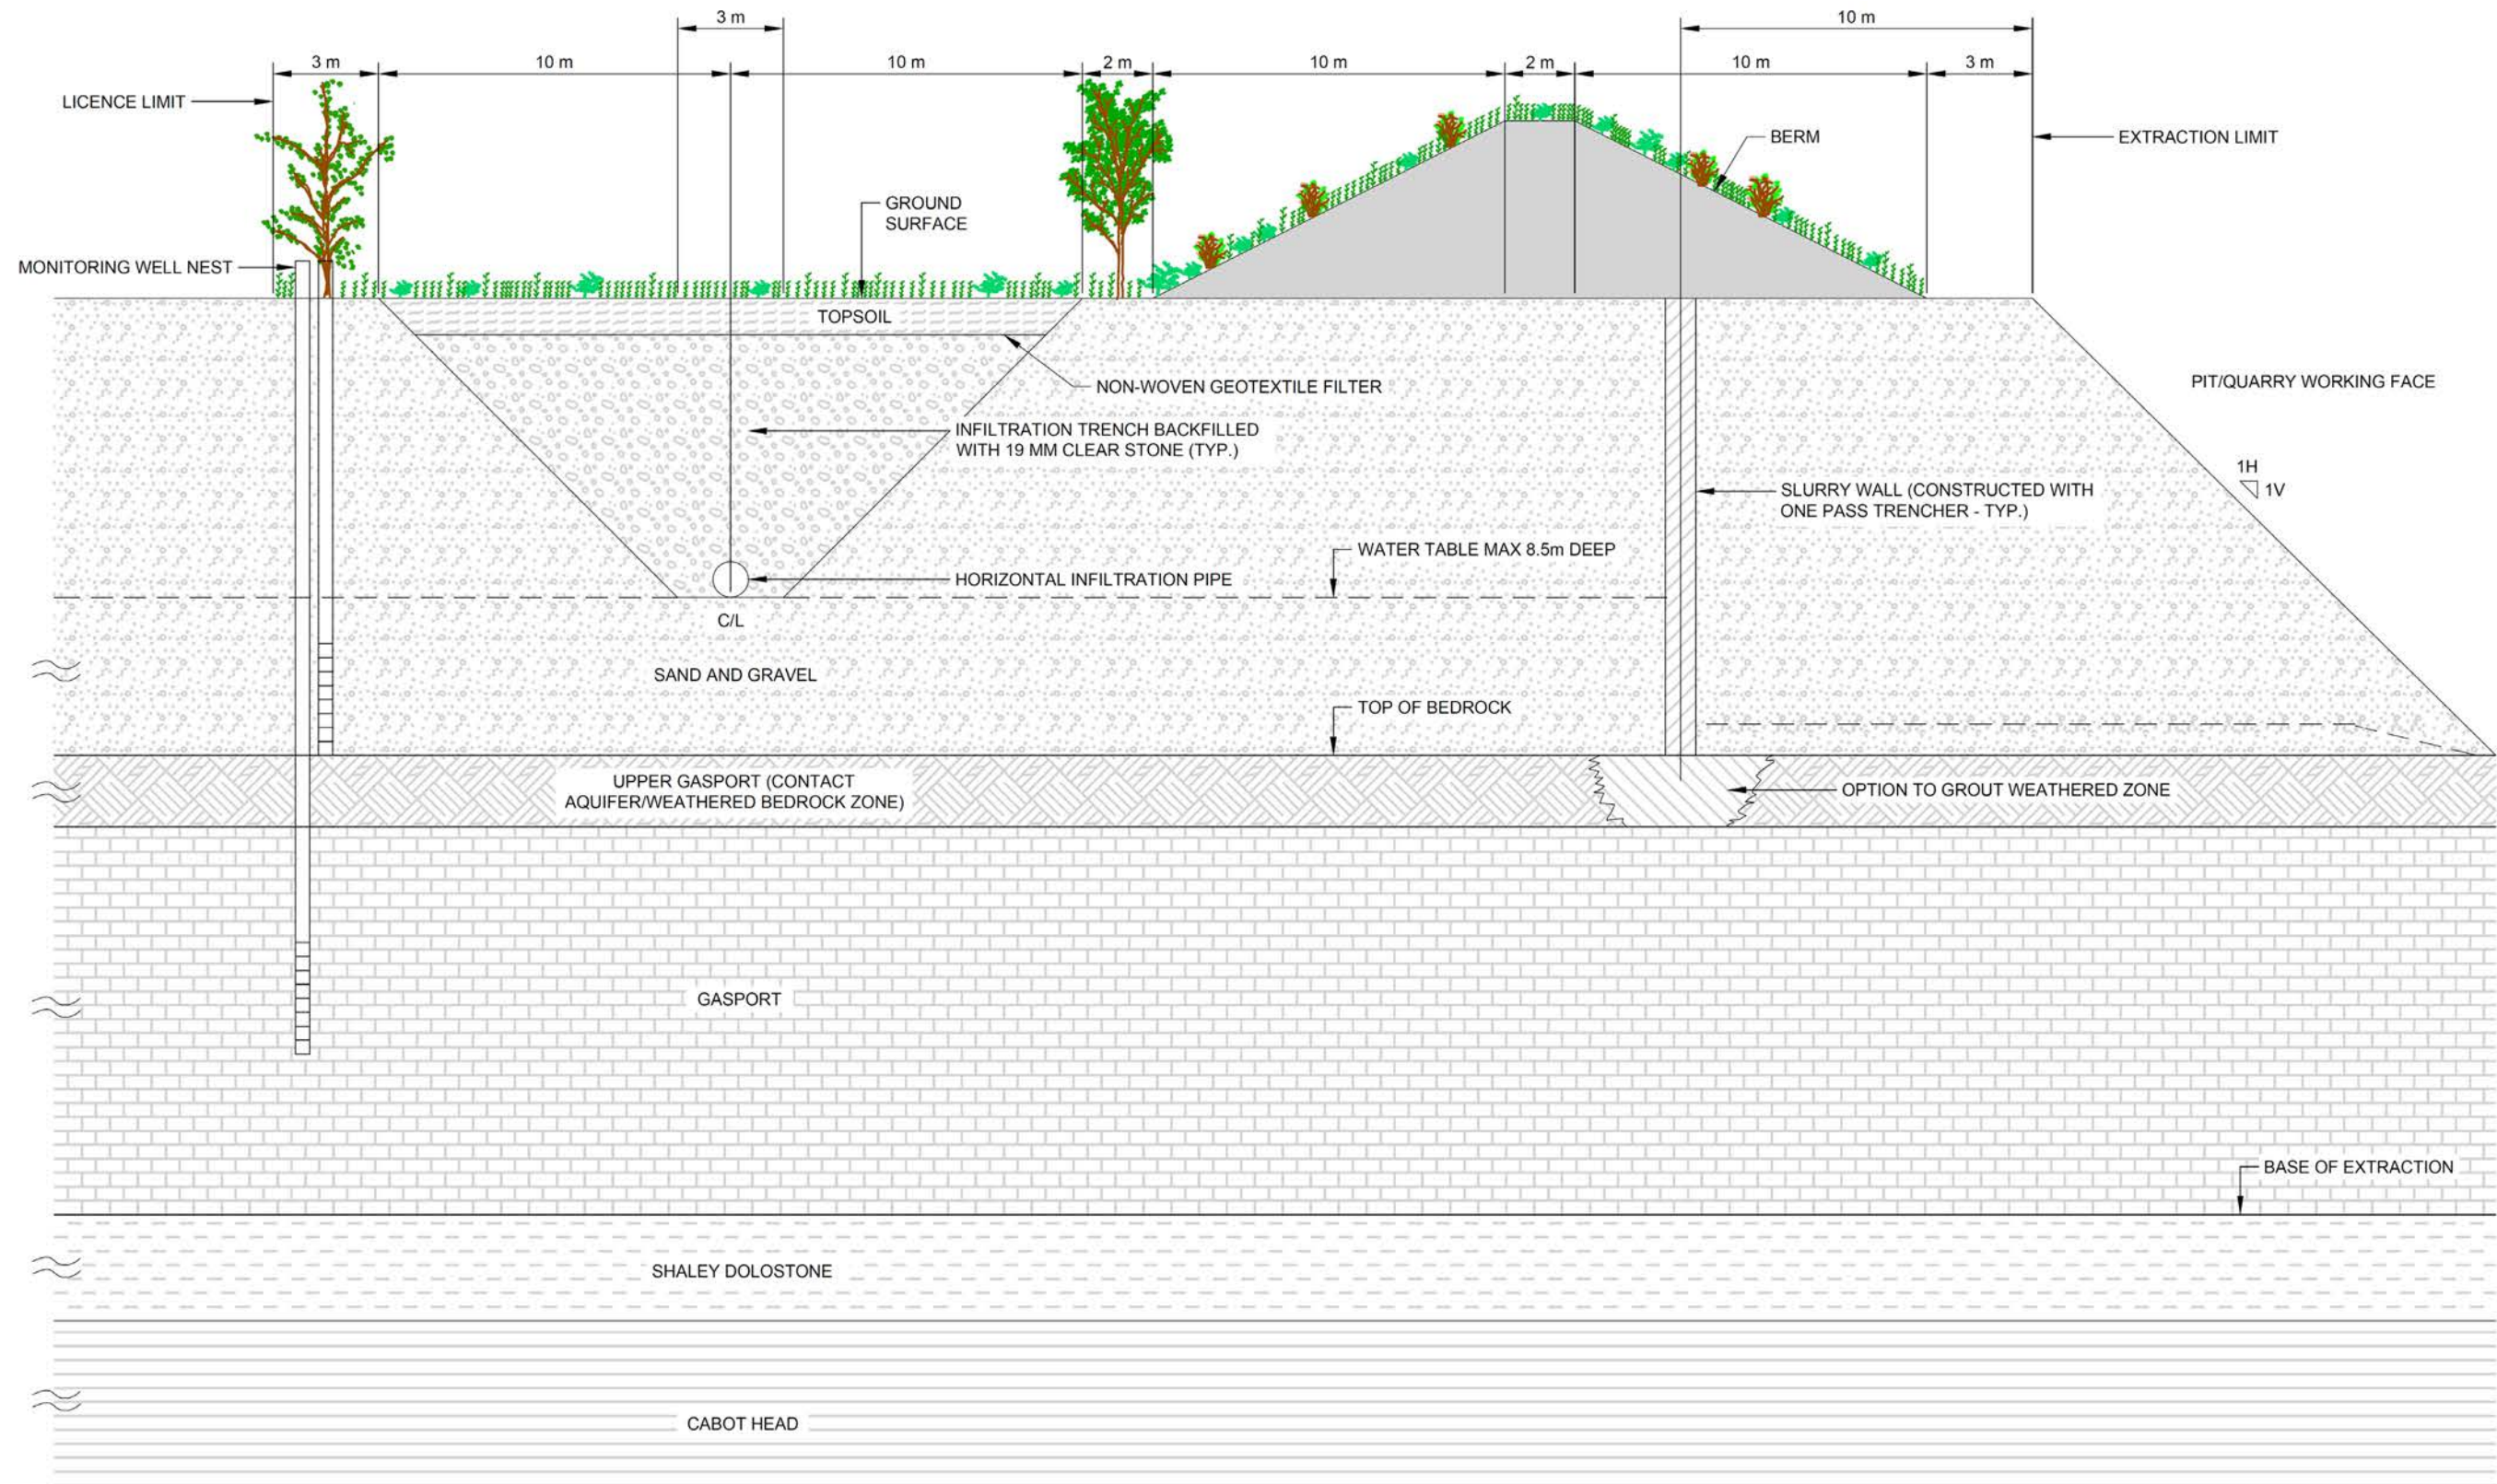 3 m
10 m
3 m
10 m
10 m
2 m
10 m
2 m
10 m
3 m
LICENCE LIMIT
BERM
EXTRACTION LIMIT
GROUND
SURFACE
MONITORING WELL NEST
TOPSOIL
NON-WOVEN GEOTEXTILE FILTER
PIT/QUARRY WORKING FACE
INFILTRATION TRENCH BACKFILLED
WITH 19 MM CLEAR STONE (TYP.)
1H
1V
SLURRY WALL (CONSTRUCTED WITH
ONE PASS TRENCHER - TYP.)
WATER TABLE MAX 8.5m DEEP
HORIZONTAL INFILTRATION PIPE
C/L
SAND AND GRAVEL
TOP OF BEDROCK
UPPER GASPORT (CONTACT
AQUIFER/WEATHERED BEDROCK ZONE)
OPTION TO GROUT WEATHERED ZONE
GASPORT
BASE OF EXTRACTION
SHALEY DOLOSTONE
CABOT HEAD